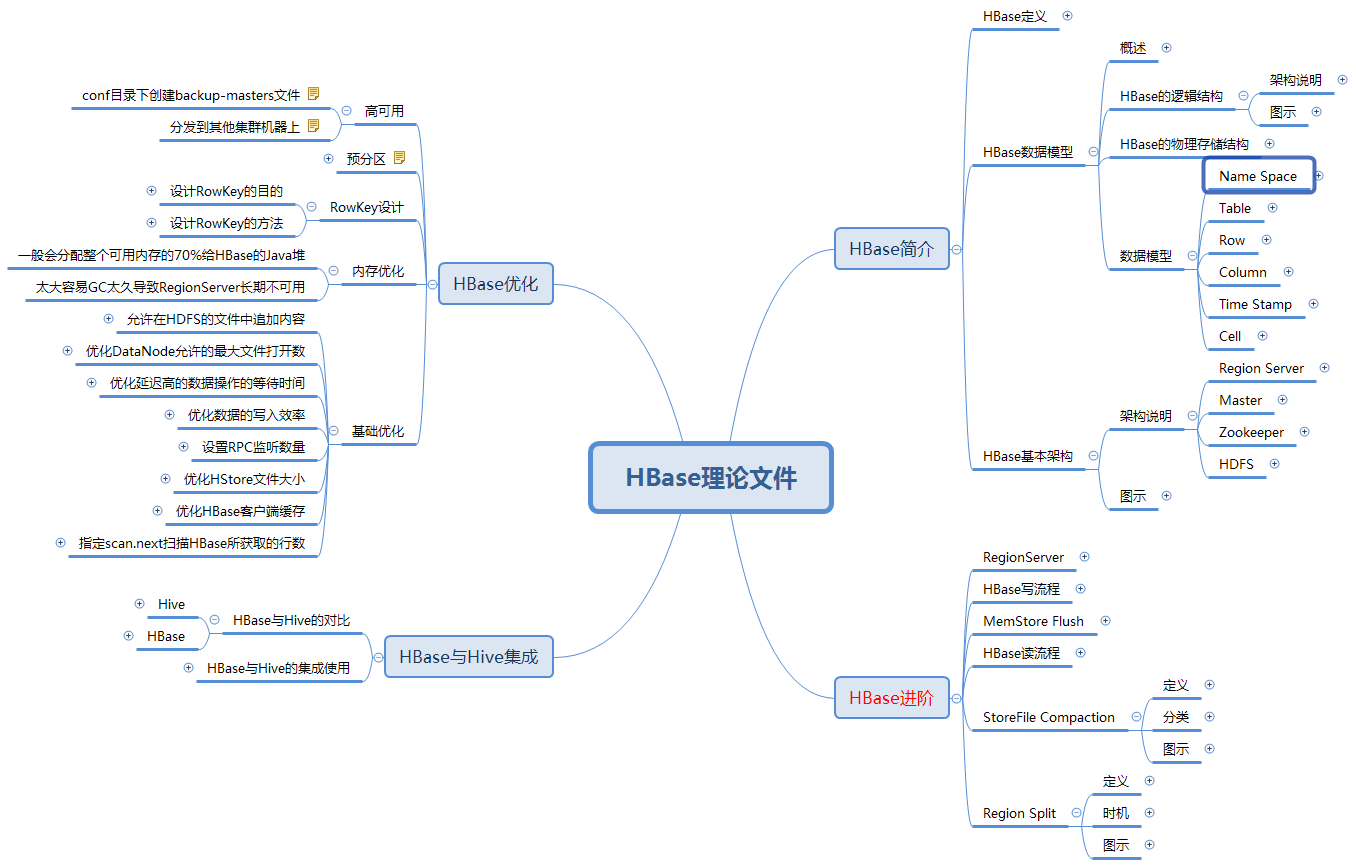 HBase理论文件
HBase简介
HBase定义
HBase数据模型
概述
HBase的逻辑结构
架构说明
图示
HBase的物理存储结构
数据模型
Name Space
Table
Row
Column
Time Stamp
Cell
HBase基本架构
架构说明
Region Server
Master
Zookeeper
HDFS
图示
HBase进阶
RegionServer
HBase写流程
MemStore Flush
HBase读流程
StoreFile Compaction
定义
分类
图示
Region Split
定义
时机
图示
HBase优化
高可用
conf目录下创建backup-masters文件
分发到其他集群机器上
预分区
RowKey设计
设计RowKey的目的
设计RowKey的方法
内存优化
一般会分配整个可用内存的70%给HBase的Java堆
太大容易GC太久导致RegionServer长期不可用
基础优化
允许在HDFS的文件中追加内容
优化DataNode允许的最大文件打开数
优化延迟高的数据操作的等待时间
优化数据的写入效率
设置RPC监听数量
优化HStore文件大小
优化HBase客户端缓存
指定scan.next扫描HBase所获取的行数
HBase与Hive集成
HBase与Hive的对比
Hive
HBase
HBase与Hive的集成使用